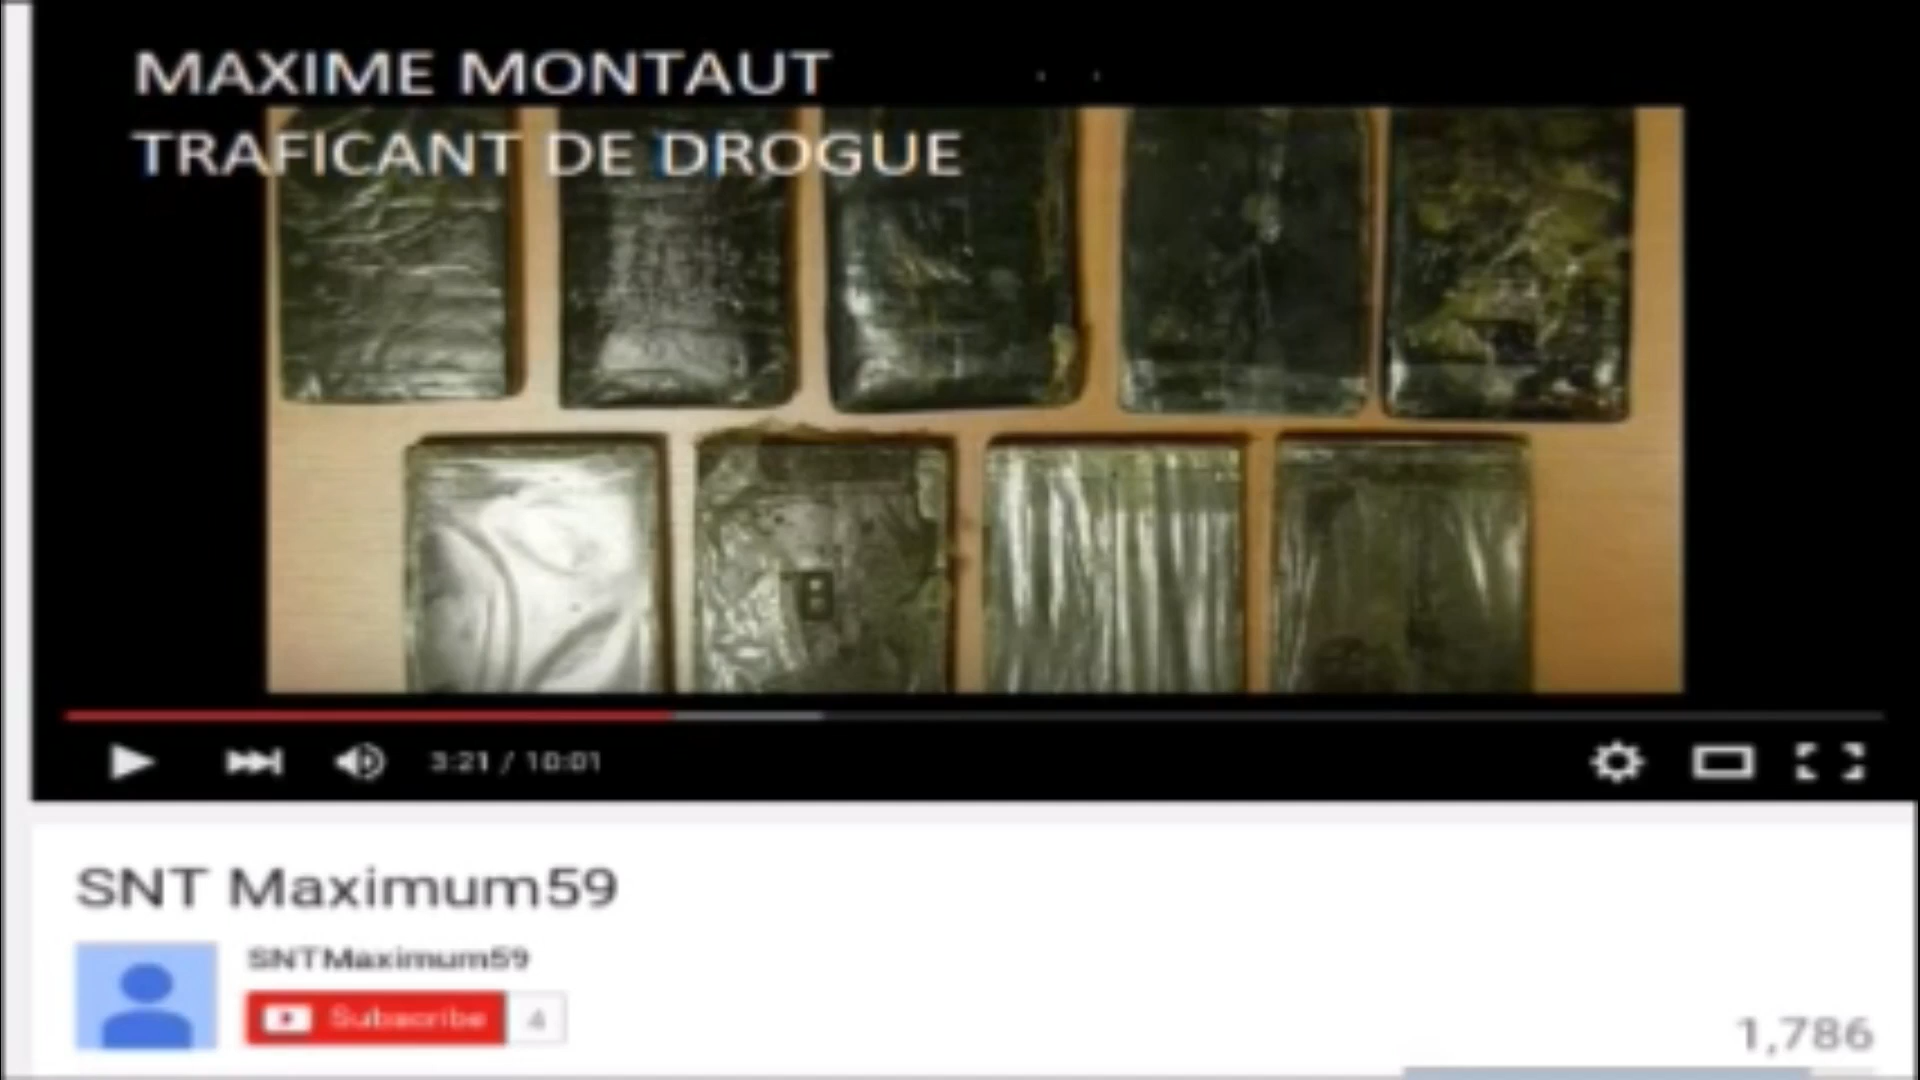 MAXIME MONTAUT
TRAFICANT DE DROGUE
B
3:21 / 10:01
SNT Maximum59
SNTMaximum59
Subscribe 4
1,786